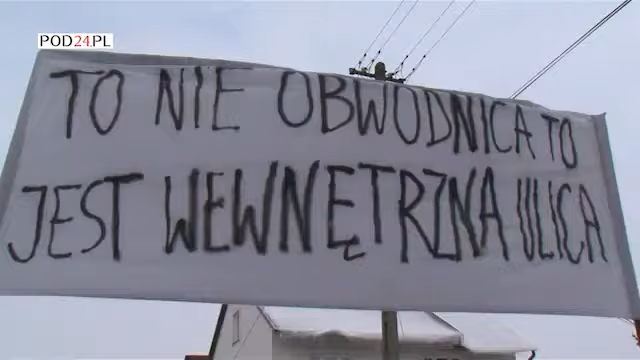 POD24.PL
TO NIE OBWODNICA TO
JEST WEWNĘTRZNA ULICA